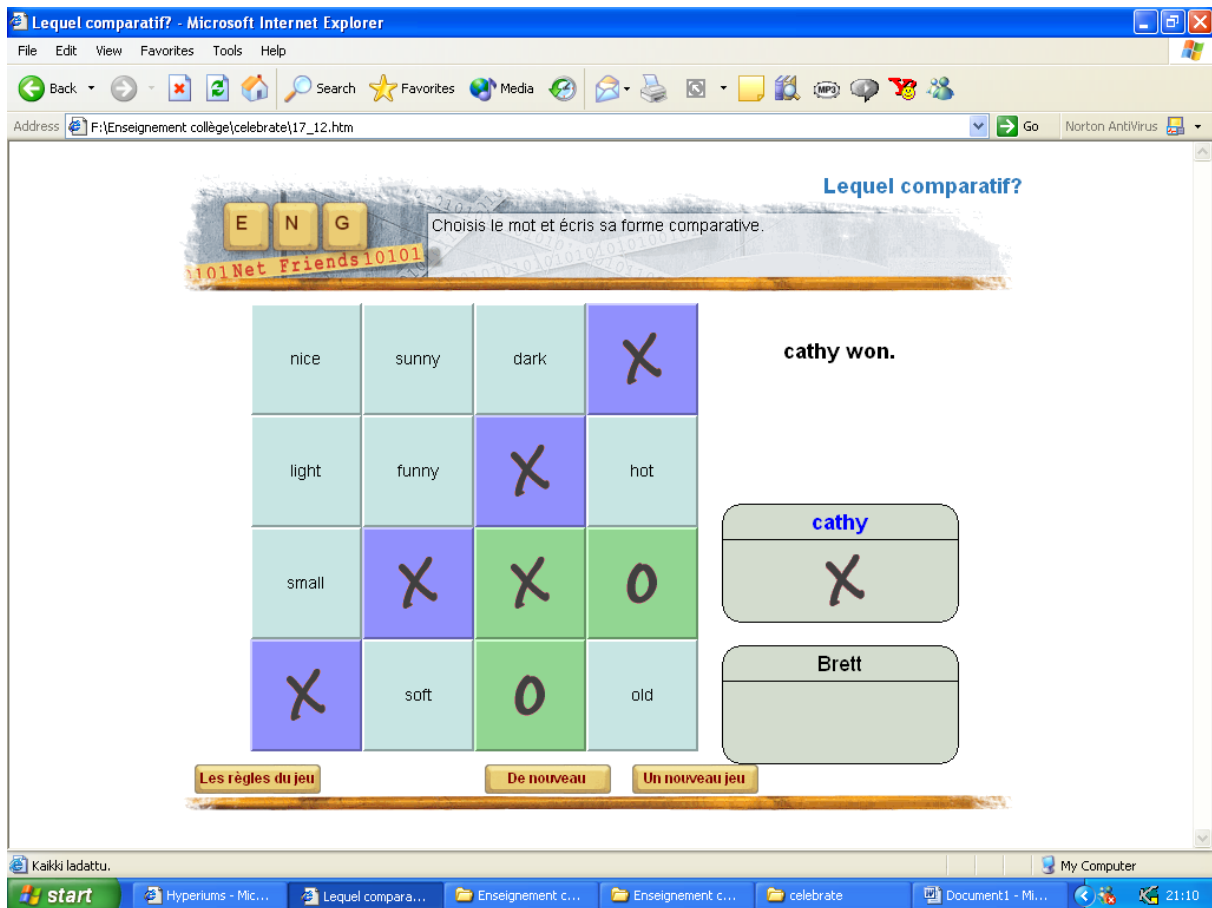 Lequel comparatif? - Microsoft Internet Explorer
File Edit View Favorites Tools Help
Back Search Favorites Media MP3
Address F:\Enseignement collège\celebrate\17_12.htm Go Norton AntiVirus
Lequel comparatif?
E N G
Choisis le mot et écris sa forme comparative.
101Net Friends10101
nice sunny dark X
cathy won.
light funny X hot
cathy
small X X O
X
Brett
X soft O old
Les règles du jeu De nouveau Un nouveau jeu
Kaikki ladattu. My Computer
start Hyperiums - Mic... Lequel compara... Enseignement c... Enseignement c... celebrate Document1 - Mi... 21:10